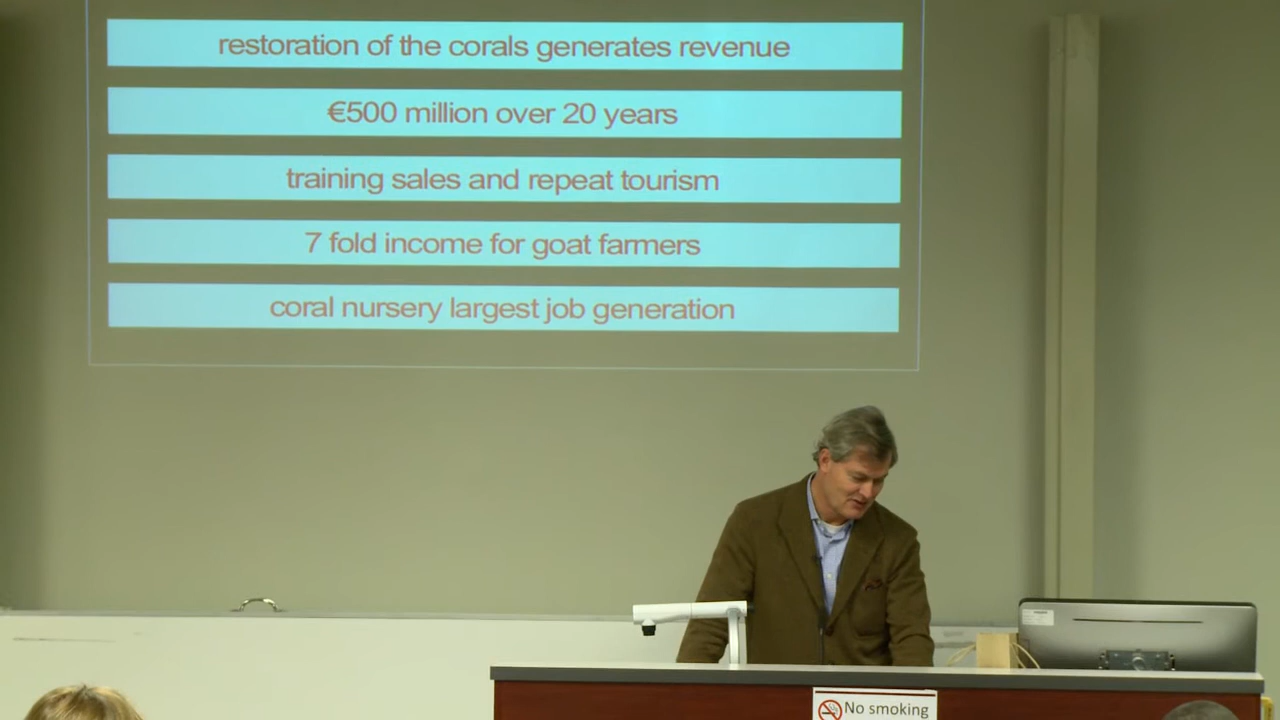 restoration of the corals generates revenue
€500 million over 20 years
training sales and repeat tourism
7 fold income for goat farmers
coral nursery largest job generation
No smoking